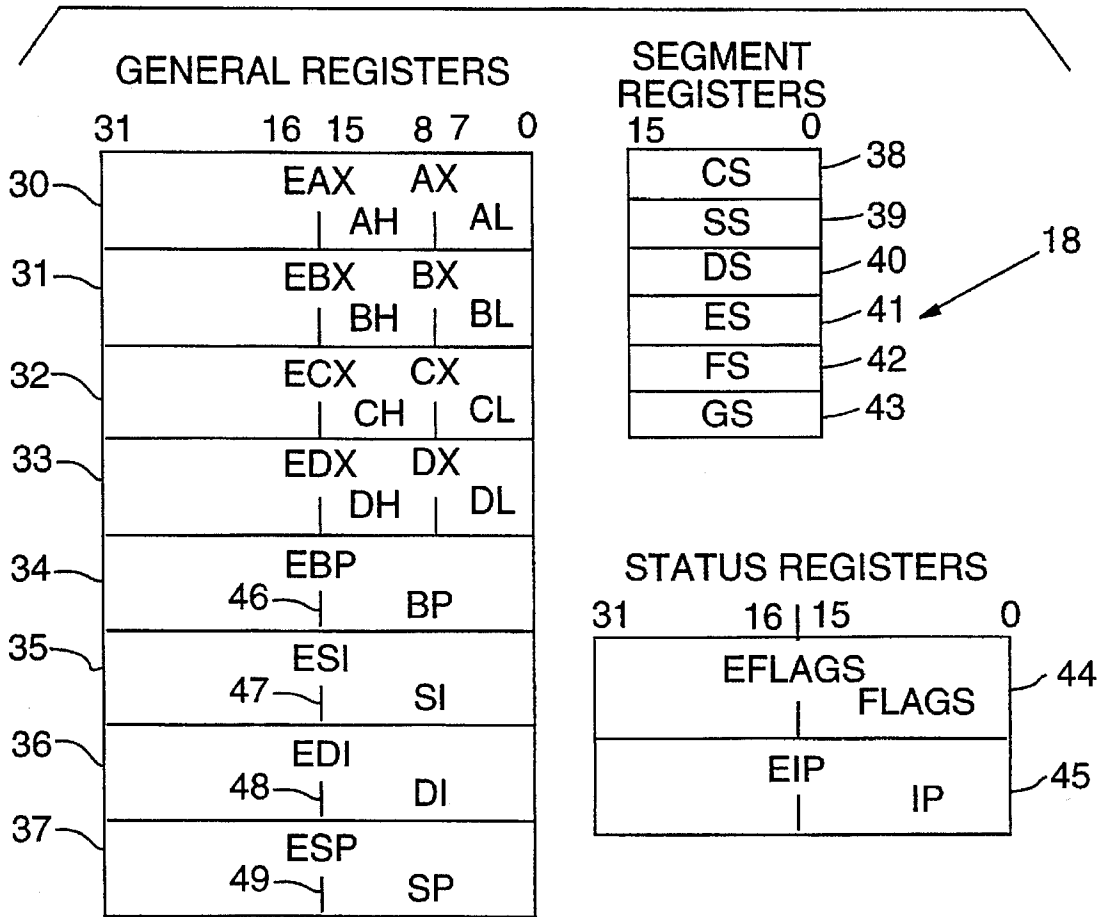 GENERAL REGISTERS
31 16 15 8 7 0
30 EAX AX
AH AL
31 EBX BX
BH BL
32 ECX CX
CH CL
33 EDX DX
DH DL
34 EBP
46 BP
35 ESI
47 SI
36 EDI
48 DI
37 ESP
49 SP
SEGMENT
REGISTERS
15 0
CS 38
SS 39
DS 40
ES 41
FS 42
GS 43
18
STATUS REGISTERS
31 16 15 0
EFLAGS 44
FLAGS
EIP 45
IP